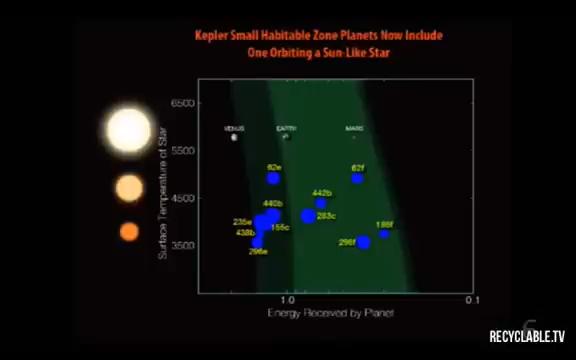 Kepler Small Habitable Zone Planets Now Include
One Orbiting a Sun-Like Star
6500
5500
4500
3500
Surface Temperature of Star
VENUS
EARTH
MARS
62e
62f
442b
440b
283c
235e
155c
438b
296e
296f
186f
1.0
0.1
Energy Received by Planet
RECYCLABLE.TV